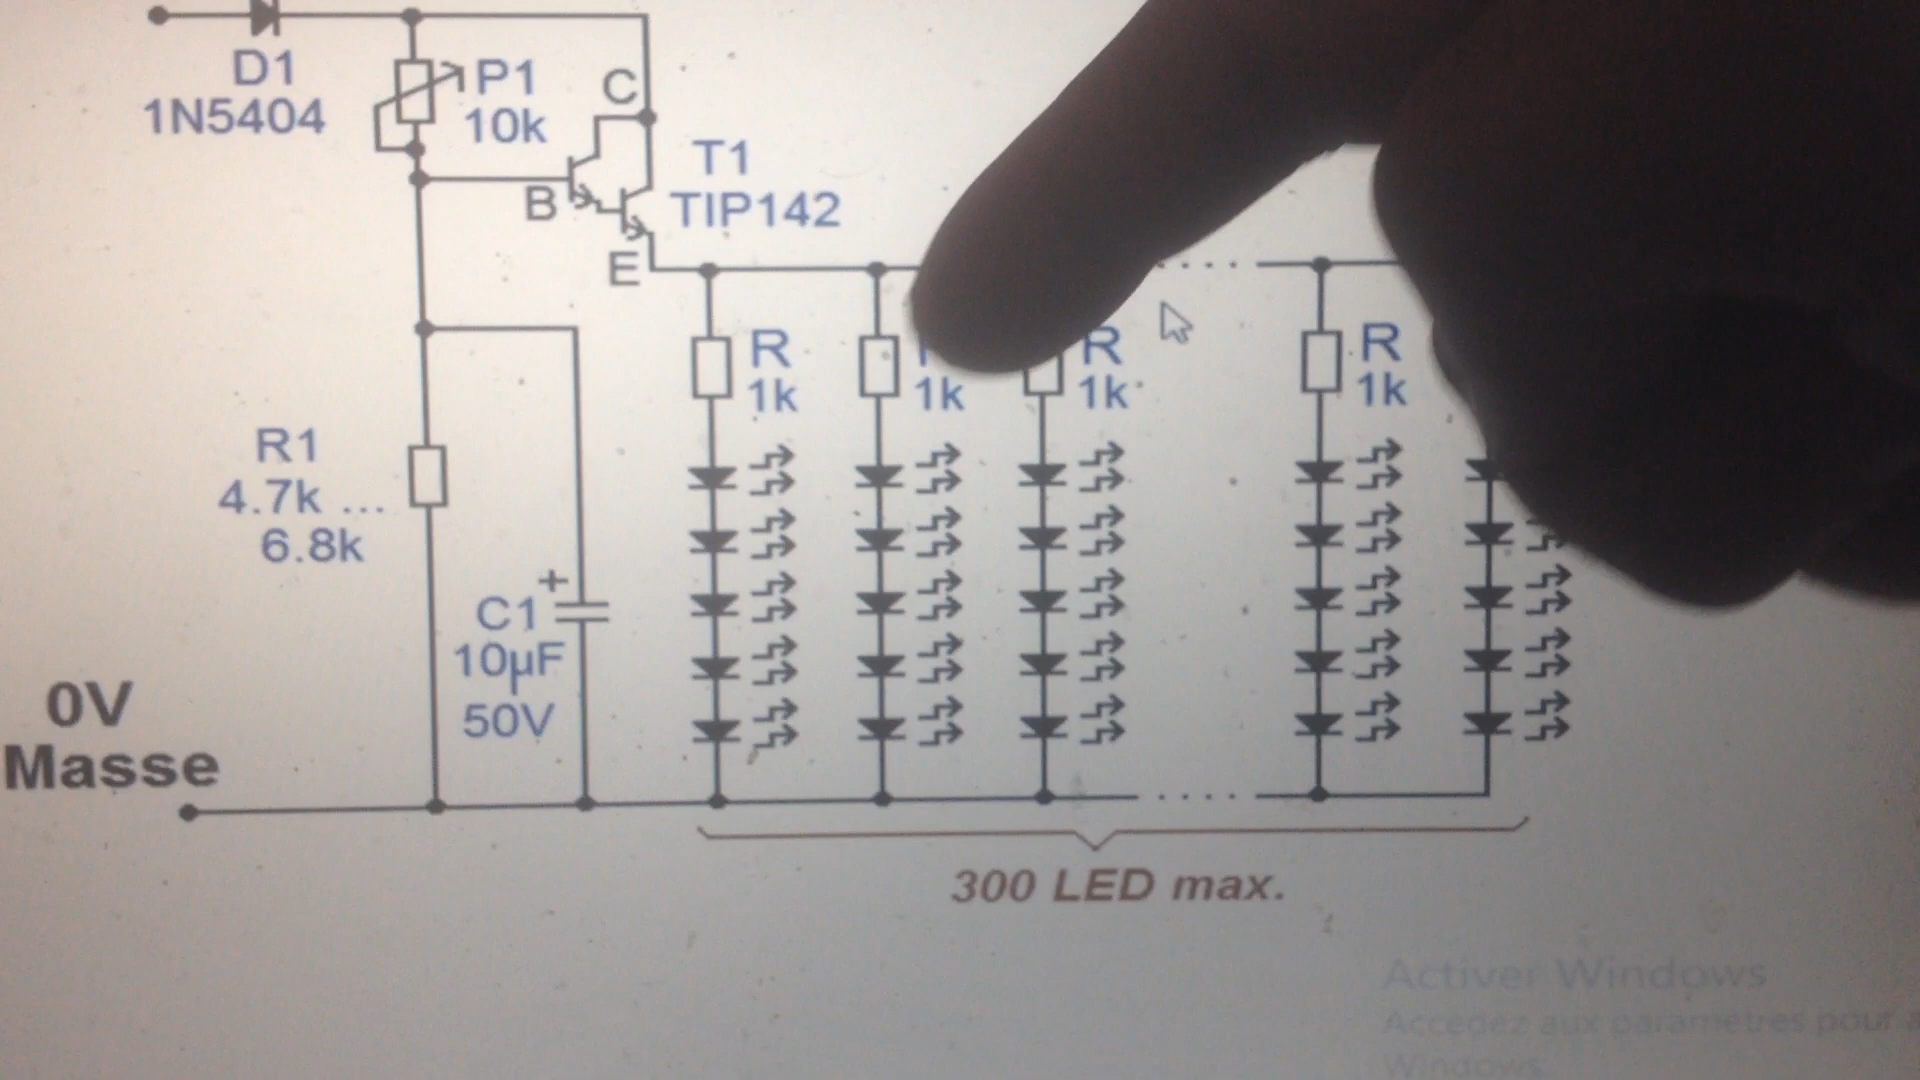 D1
1N5404
P1
10k
C
B
E
T1
TIP142
R
1k
1k
R
1k
R
1k
R1
4.7k ...
6.8k
+
C1
10µF
50V
0V
Masse
300 LED max.
Activer Windows
Accédez aux paramètres pour
Windows.